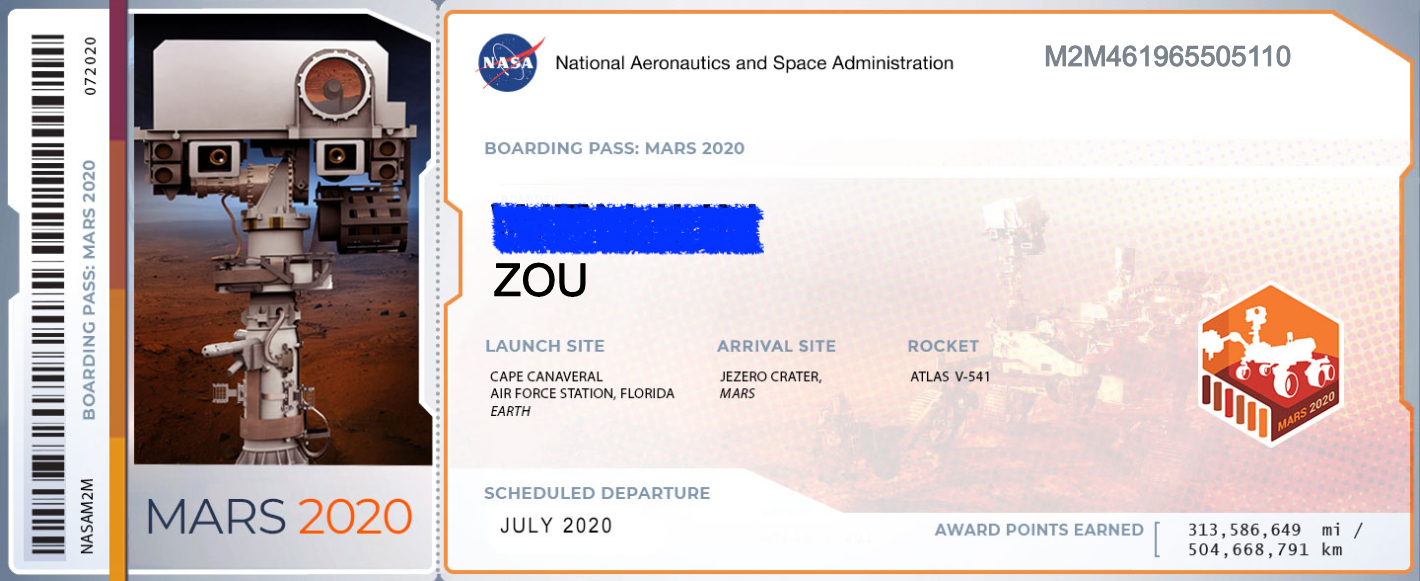 072020
BOARDING PASS: MARS 2020
NASAM2M
MARS 2020
NASA
National Aeronautics and Space Administration
M2M461965505110
BOARDING PASS: MARS 2020
ZOU
LAUNCH SITE
CAPE CANAVERAL
AIR FORCE STATION, FLORIDA
EARTH
ARRIVAL SITE
JEZERO CRATER,
MARS
ROCKET
ATLAS V-541
MARS 2020
SCHEDULED DEPARTURE
JULY 2020
AWARD POINTS EARNED
313,586,649 mi /
504,668,791 km